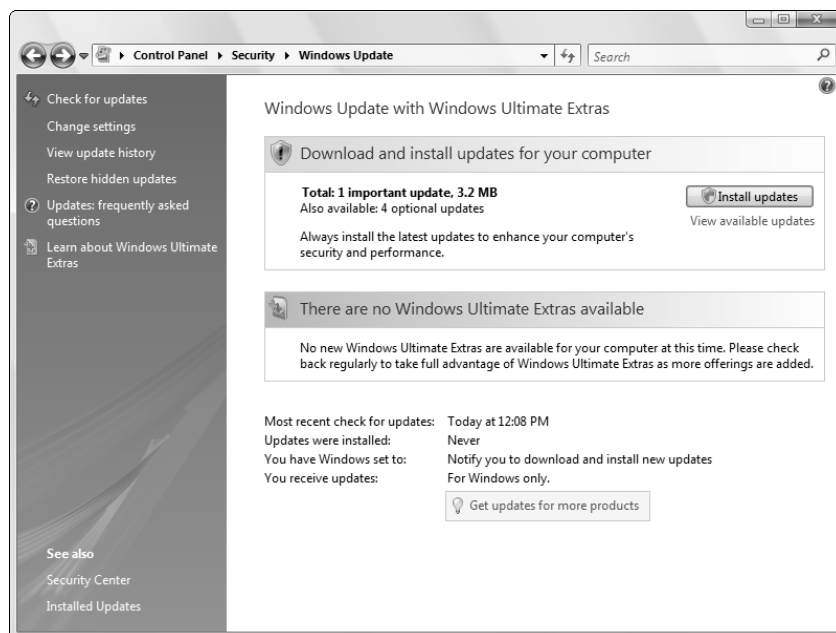 Control Panel Security Windows Update Search
Check for updates
Change settings
View update history
Restore hidden updates
Updates: frequently asked
questions
Learn about Windows Ultimate
Extras
Windows Update with Windows Ultimate Extras
Download and install updates for your computer
Total: 1 important update, 3.2 MB
Also available: 4 optional updates
Always install the latest updates to enhance your computer's
security and performance.
Install updates
View available updates
There are no Windows Ultimate Extras available
No new Windows Ultimate Extras are available for your computer at this time. Please check
back regularly to take full advantage of Windows Ultimate Extras as more offerings are added.
Most recent check for updates: Today at 12:08 PM
Updates were installed: Never
You have Windows set to: Notify you to download and install new updates
You receive updates: For Windows only.
Get updates for more products
See also
Security Center
Installed Updates